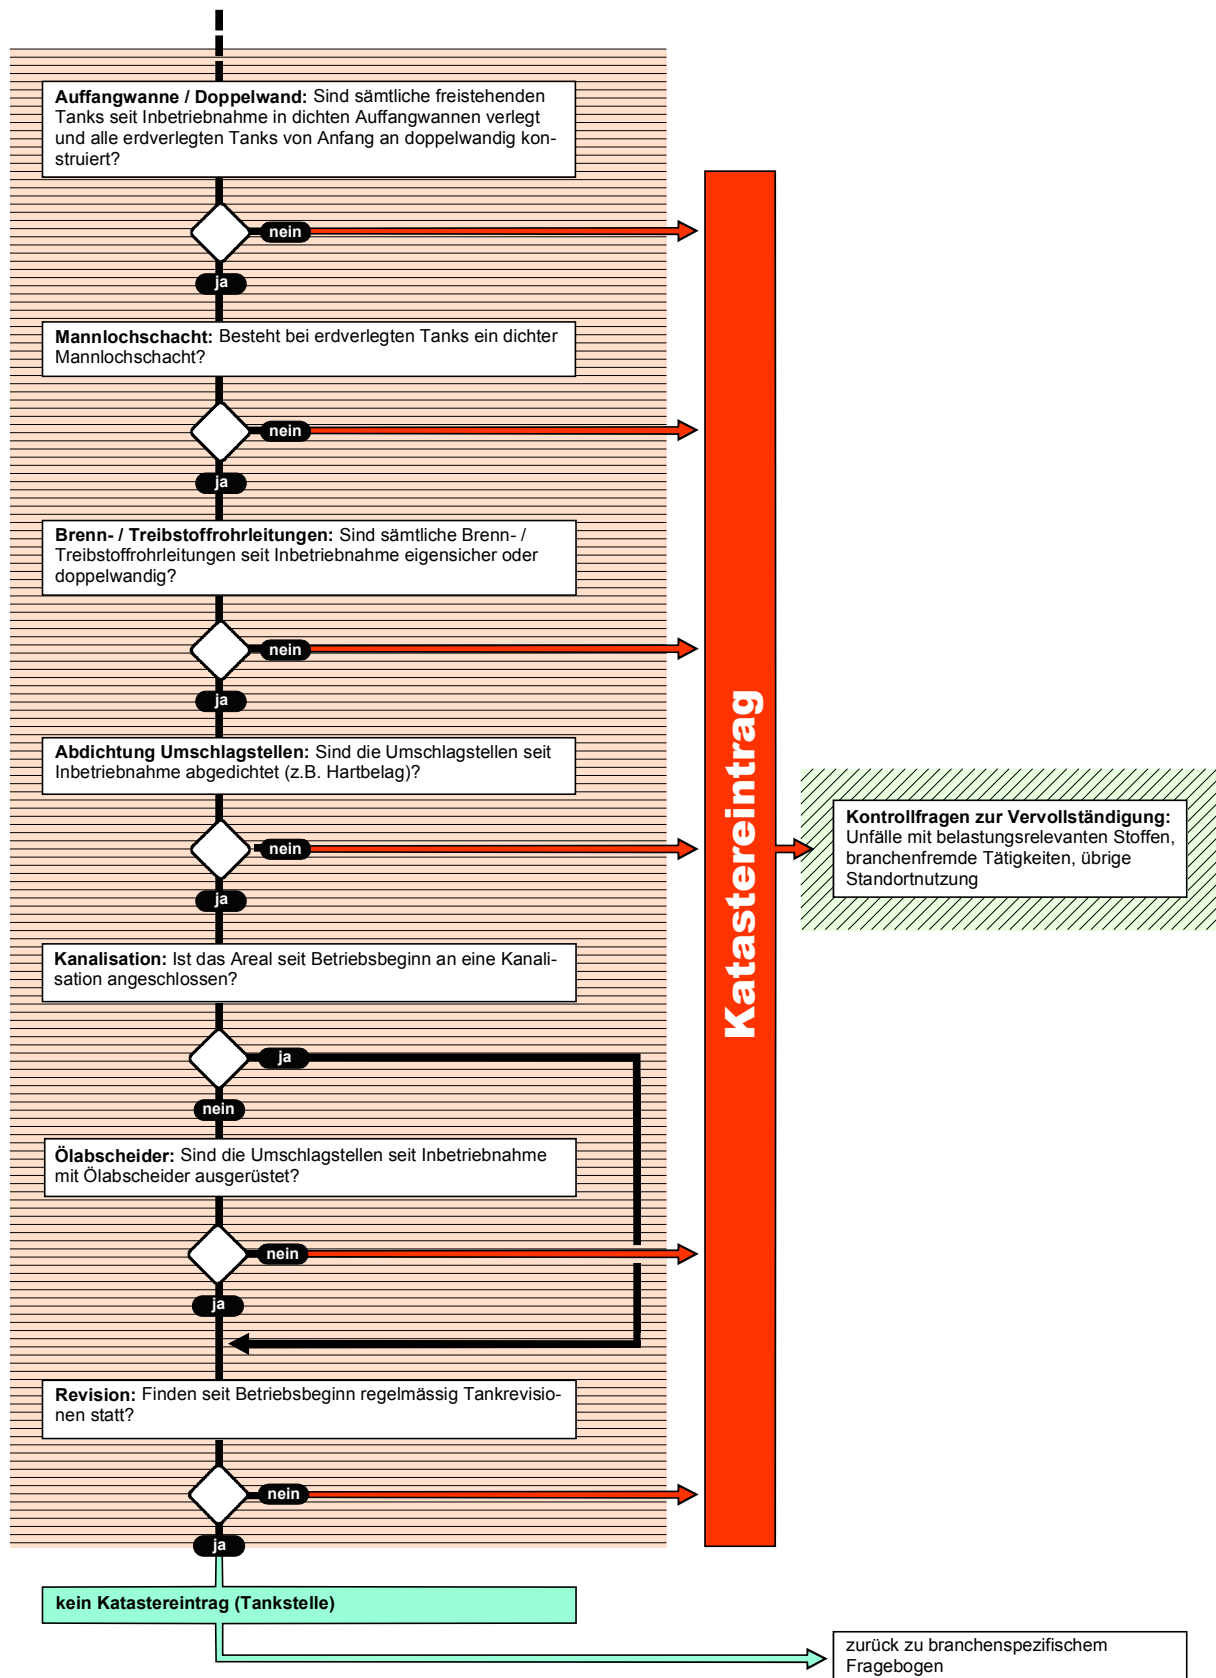 Auffangwanne / Doppelwand: Sind sämtliche freistehenden
Tanks seit Inbetriebnahme in dichten Auffangwannen verlegt
und alle erdverlegten Tanks von Anfang an doppelwandig kon-
struiert?
nein
ja
Mannlochschacht: Besteht bei erdverlegten Tanks ein dichter
Mannlochschacht?
nein
ja
Brenn- / Treibstoffrohrleitungen: Sind sämtliche Brenn- /
Treibstoffrohrleitungen seit Inbetriebnahme eigensicher oder
doppelwandig?
nein
ja
Abdichtung Umschlagstellen: Sind die Umschlagstellen seit
Inbetriebnahme abgedichtet (z.B. Hartbelag)?
nein
ja
Kanalisation: Ist das Areal seit Betriebsbeginn an eine Kanali-
sation angeschlossen?
ja
nein
Ölabscheider: Sind die Umschlagstellen seit Inbetriebnahme
mit Ölabscheider ausgerüstet?
nein
ja
Revision: Finden seit Betriebsbeginn regelmässig Tankrevisio-
nen statt?
nein
ja
kein Katastereintrag (Tankstelle)
Katastereintrag
Kontrollfragen zur Vervollständigung:
Unfälle mit belastungsrelevanten Stoffen,
branchenfremde Tätigkeiten, übrige
Standortnutzung
zurück zu branchenspezifischem
Fragebogen